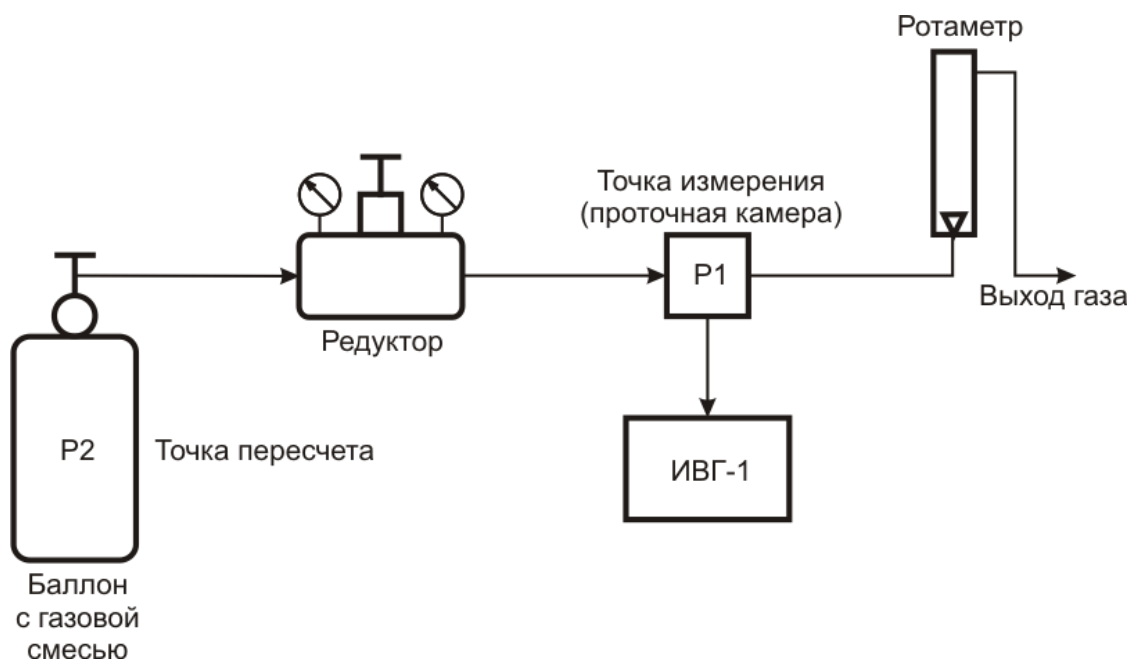 Ротаметр
Точка измерения
(проточная камера)
P1
Выход газа
Редуктор
P2
Точка пересчета
ИВГ-1
Баллон
с газовой
смесью